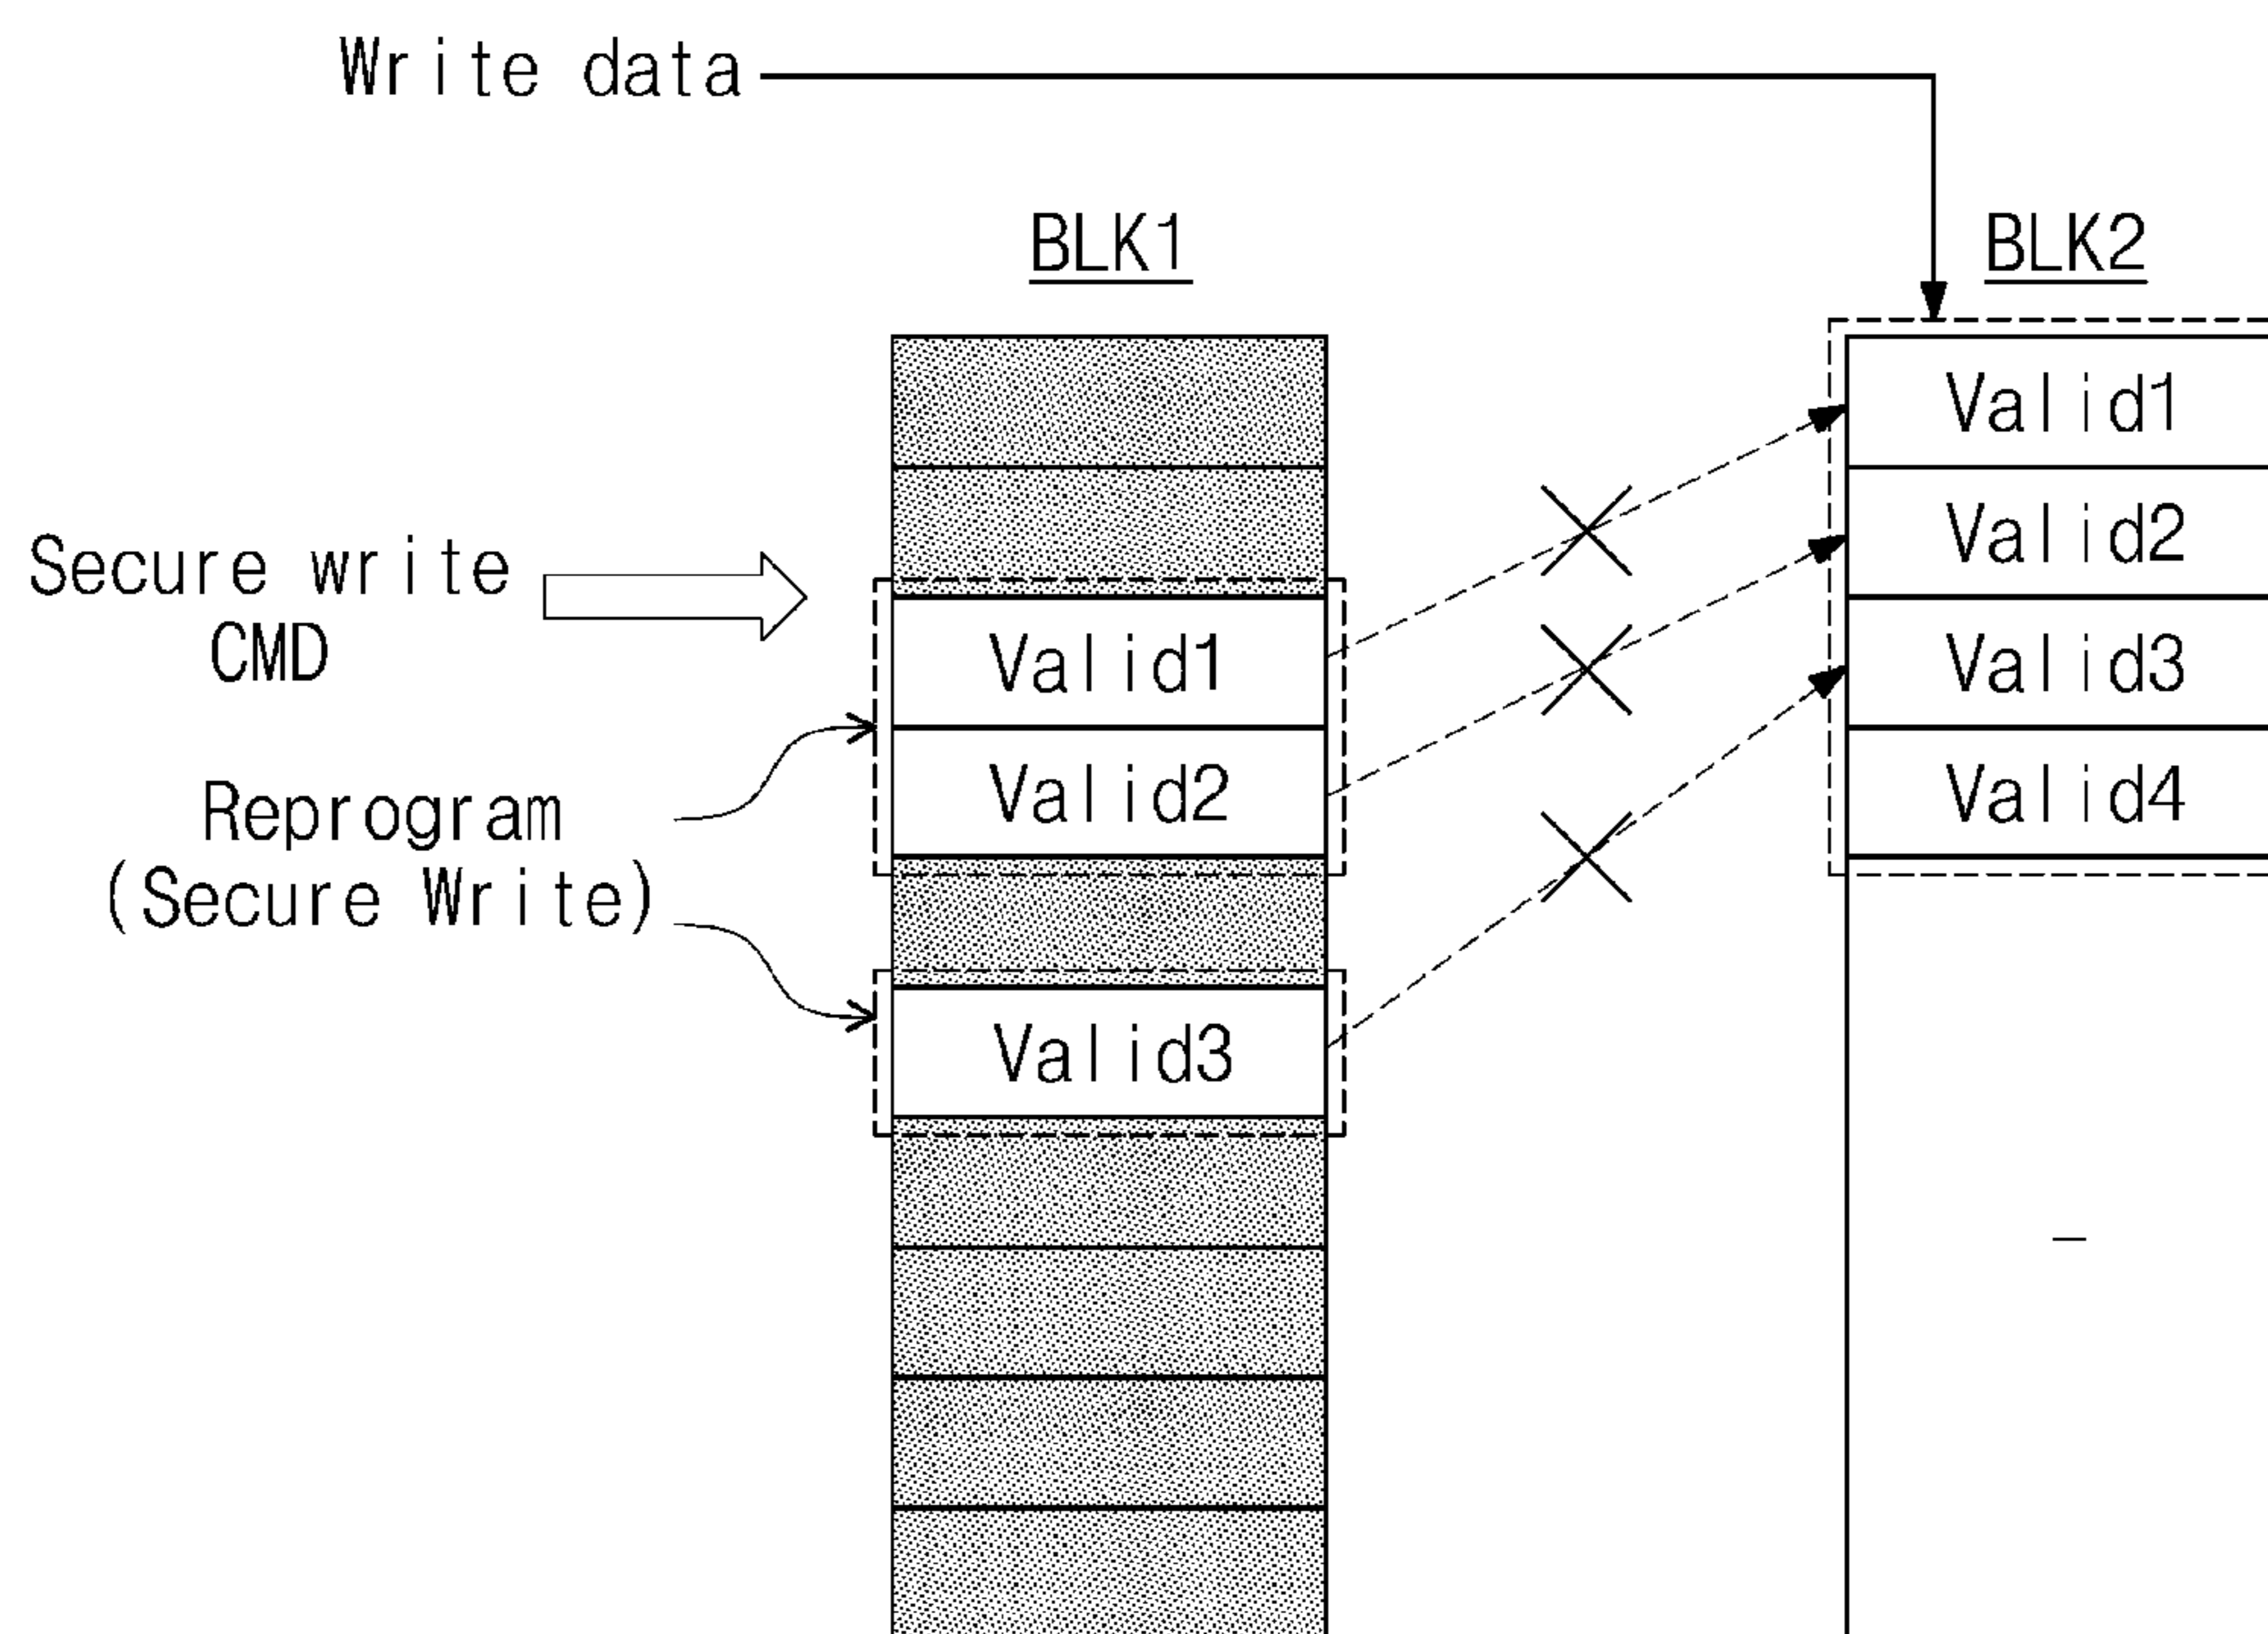 Write data
BLK1
BLK2
Secure write
CMD
Reprogram
(Secure Write)
Valid1
Valid2
Valid3
Valid1
Valid2
Valid3
Valid4
–